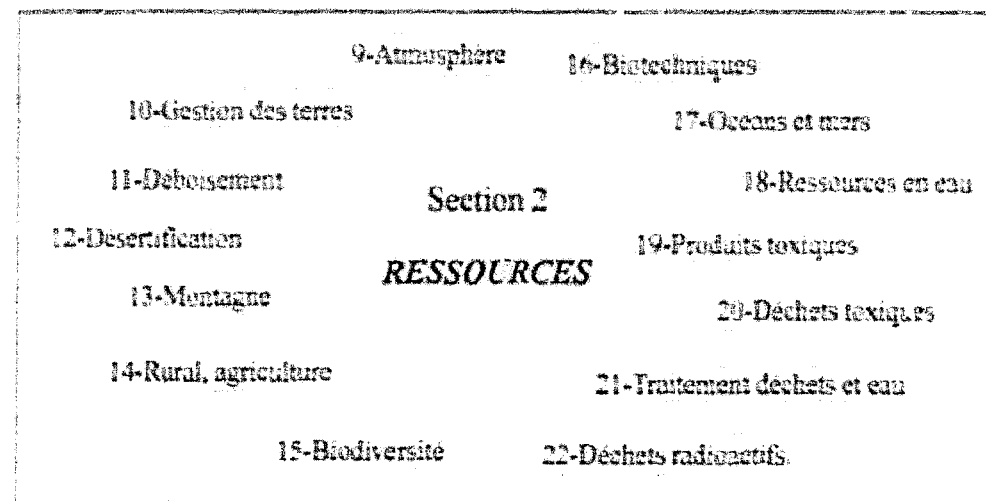 9-Atmosphère
16-Biotechniques
10-Gestion des terres
17-Oceans et mers
11-Déboisement
18-Ressources en eau
Section 2
12-Désertification
19-Produits toxiques
RESSOURCES
13-Montagne
20-Déchets toxiques
14-Rural, agriculture
21-Traitement déchets et eau
15-Biodiversité
22-Déchets radioactifs.